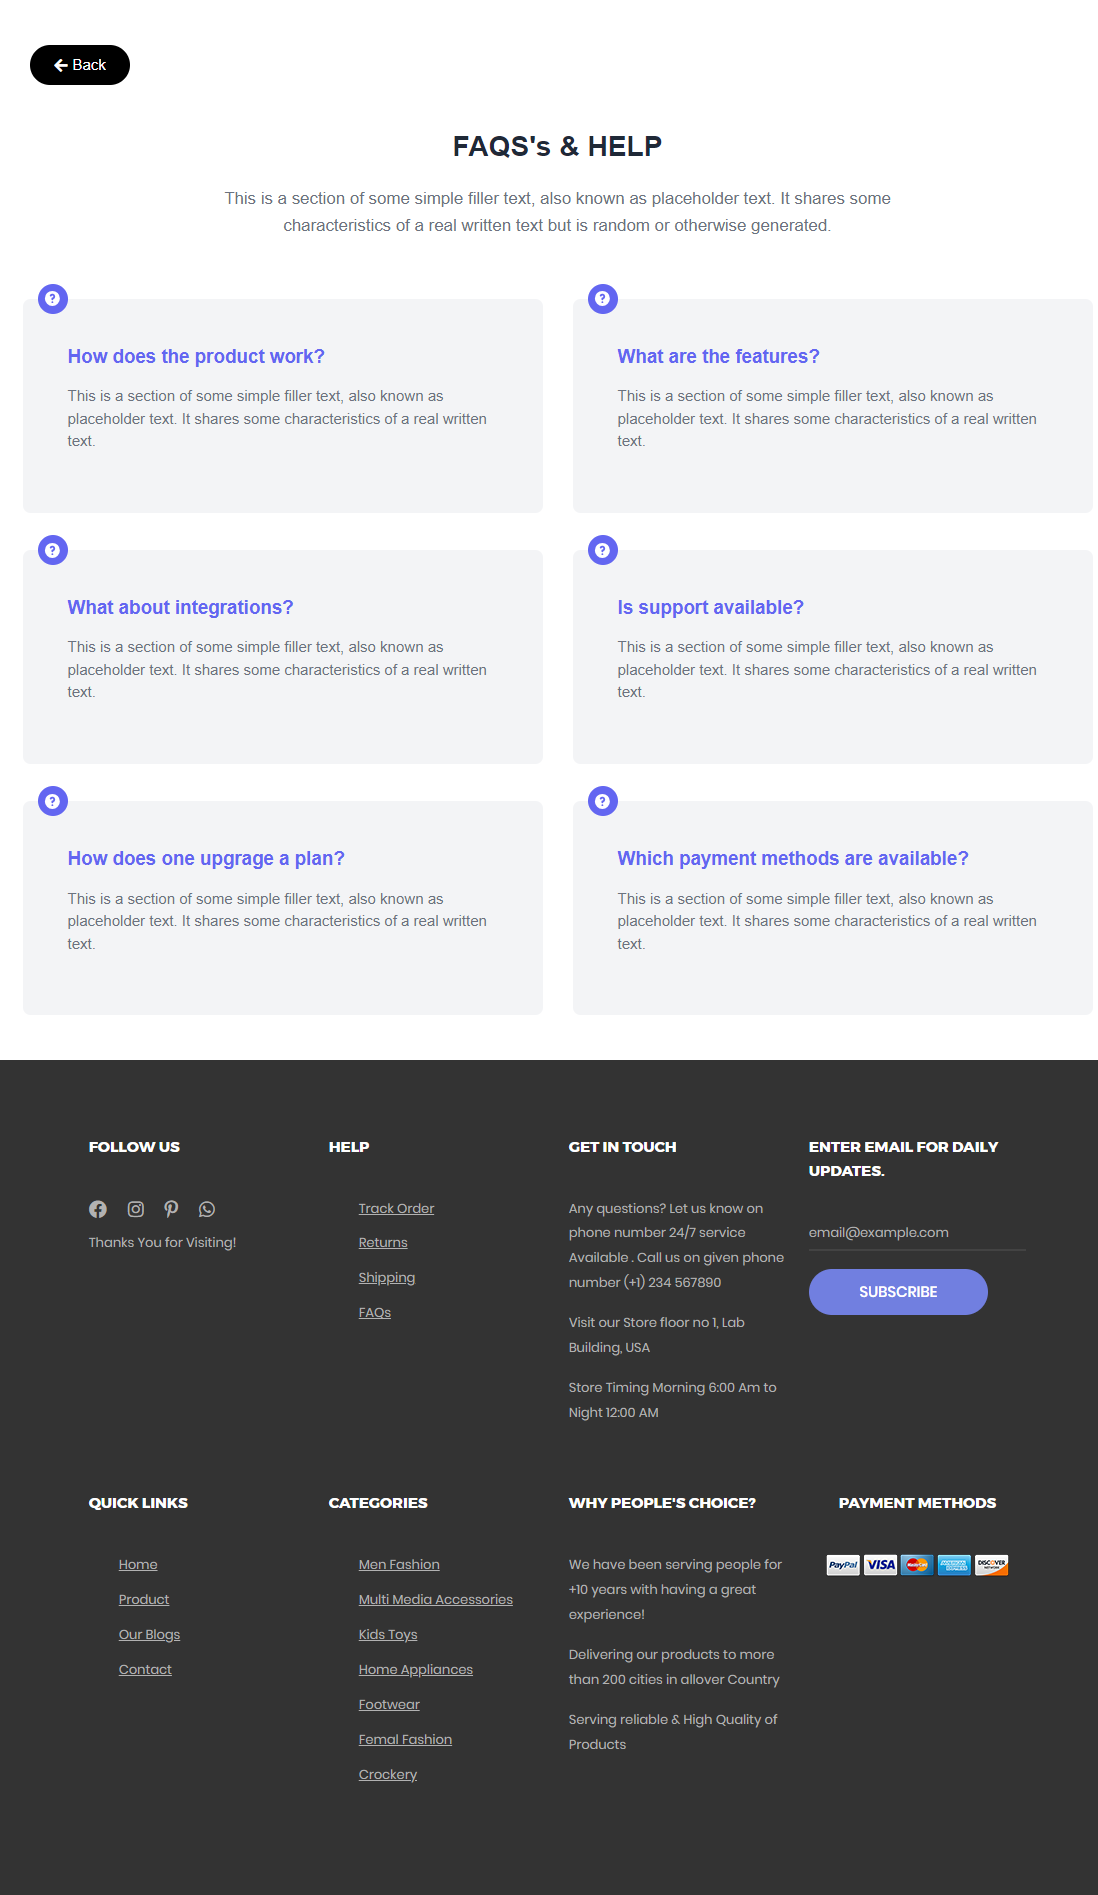 Back
FAQS's & HELP
This is a section of some simple filler text, also known as placeholder text. It shares some
characteristics of a real written text but is random or otherwise generated.
How does the product work?
This is a section of some simple filler text, also known as
placeholder text. It shares some characteristics of a real written
text.
What are the features?
This is a section of some simple filler text, also known as
placeholder text. It shares some characteristics of a real written
text.
What about integrations?
This is a section of some simple filler text, also known as
placeholder text. It shares some characteristics of a real written
text.
Is support available?
This is a section of some simple filler text, also known as
placeholder text. It shares some characteristics of a real written
text.
How does one upgrage a plan?
This is a section of some simple filler text, also known as
placeholder text. It shares some characteristics of a real written
text.
Which payment methods are available?
This is a section of some simple filler text, also known as
placeholder text. It shares some characteristics of a real written
text.
FOLLOW US
Thanks You for Visiting!
HELP
Track Order
Returns
Shipping
FAQs
GET IN TOUCH
Any questions? Let us know on
phone number 24/7 service
Available . Call us on given phone
number (+1) 234 567890
Visit our Store floor no 1, Lab
Building, USA
Store Timing Morning 6:00 Am to
Night 12:00 AM
ENTER EMAIL FOR DAILY
UPDATES.
email@example.com
SUBSCRIBE
QUICK LINKS
Home
Product
Our Blogs
Contact
CATEGORIES
Men Fashion
Multi Media Accessories
Kids Toys
Home Appliances
Footwear
Femal Fashion
Crockery
WHY PEOPLE'S CHOICE?
We have been serving people for
+10 years with having a great
experience!
Delivering our products to more
than 200 cities in allover Country
Serving reliable & High Quality of
Products
PAYMENT METHODS
PayPal
VISA
MasterCard
AMERICAN EXPRESS
DISCOVER
NETWORK